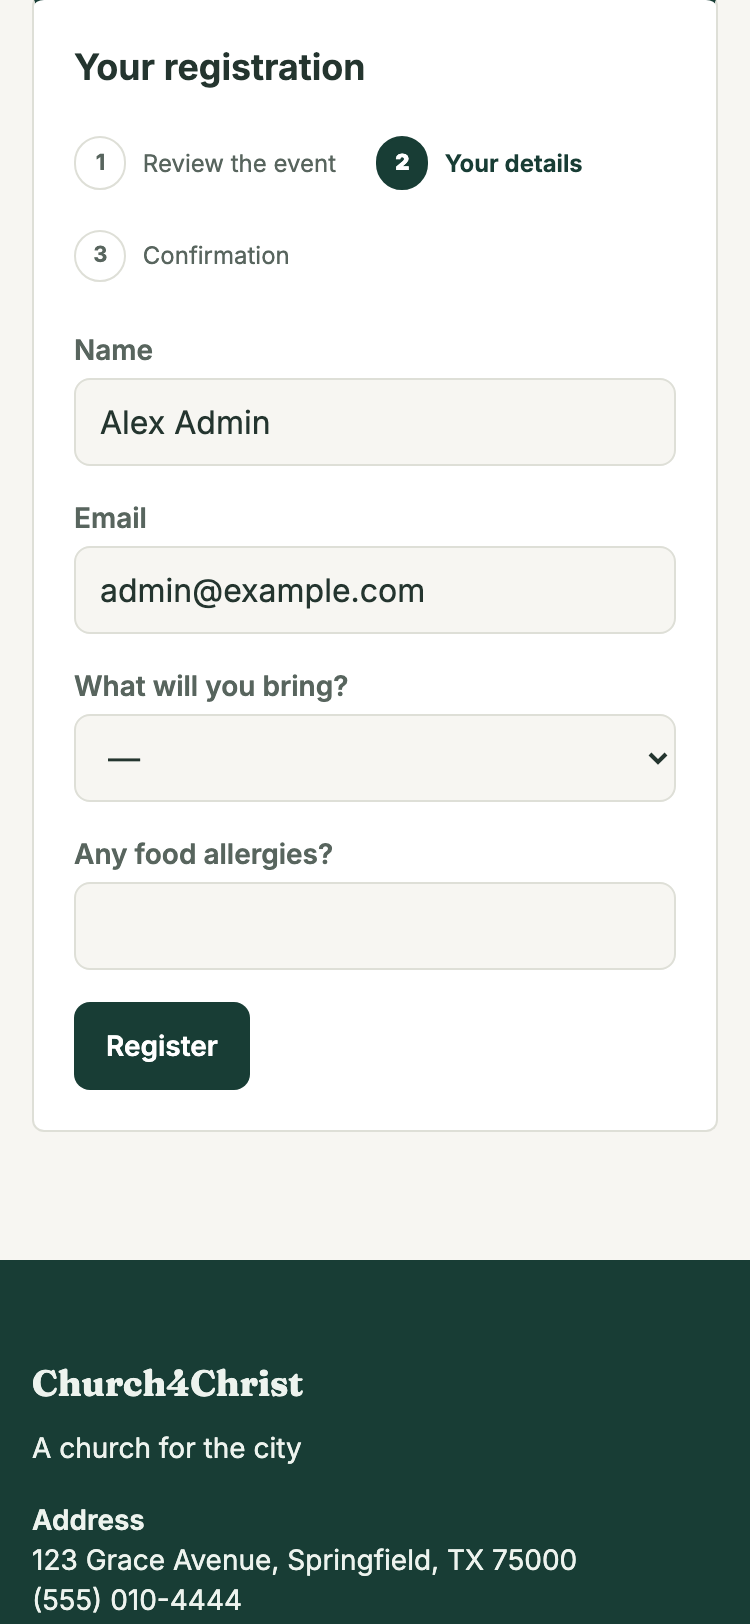 Your registration
1 Review the event
2 Your details
3 Confirmation
Name
Alex Admin
Email
admin@example.com
What will you bring?
—
Any food allergies?
Register
Church4Christ
A church for the city
Address
123 Grace Avenue, Springfield, TX 75000
(555) 010-4444